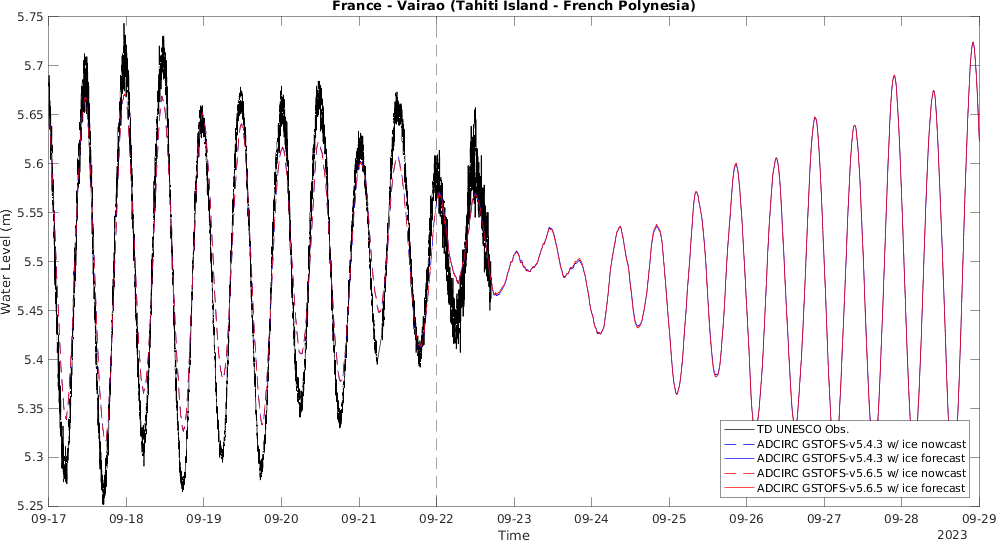 France - Vairao (Tahiti Island - French Polynesia)
5.75
5.7
5.65
5.6
5.55
5.5
5.45
5.4
5.35
5.3
5.25
Water Level (m)
TD UNESCO Obs.
ADCIRC GSTOFS-v5.4.3 w/ ice nowcast
ADCIRC GSTOFS-v5.4.3 w/ ice forecast
ADCIRC GSTOFS-v5.6.5 w/ ice nowcast
ADCIRC GSTOFS-v5.6.5 w/ ice forecast
09-17 09-18 09-19 09-20 09-21 09-22 09-23 09-24 09-25 09-26 09-27 09-28 09-29
Time
2023